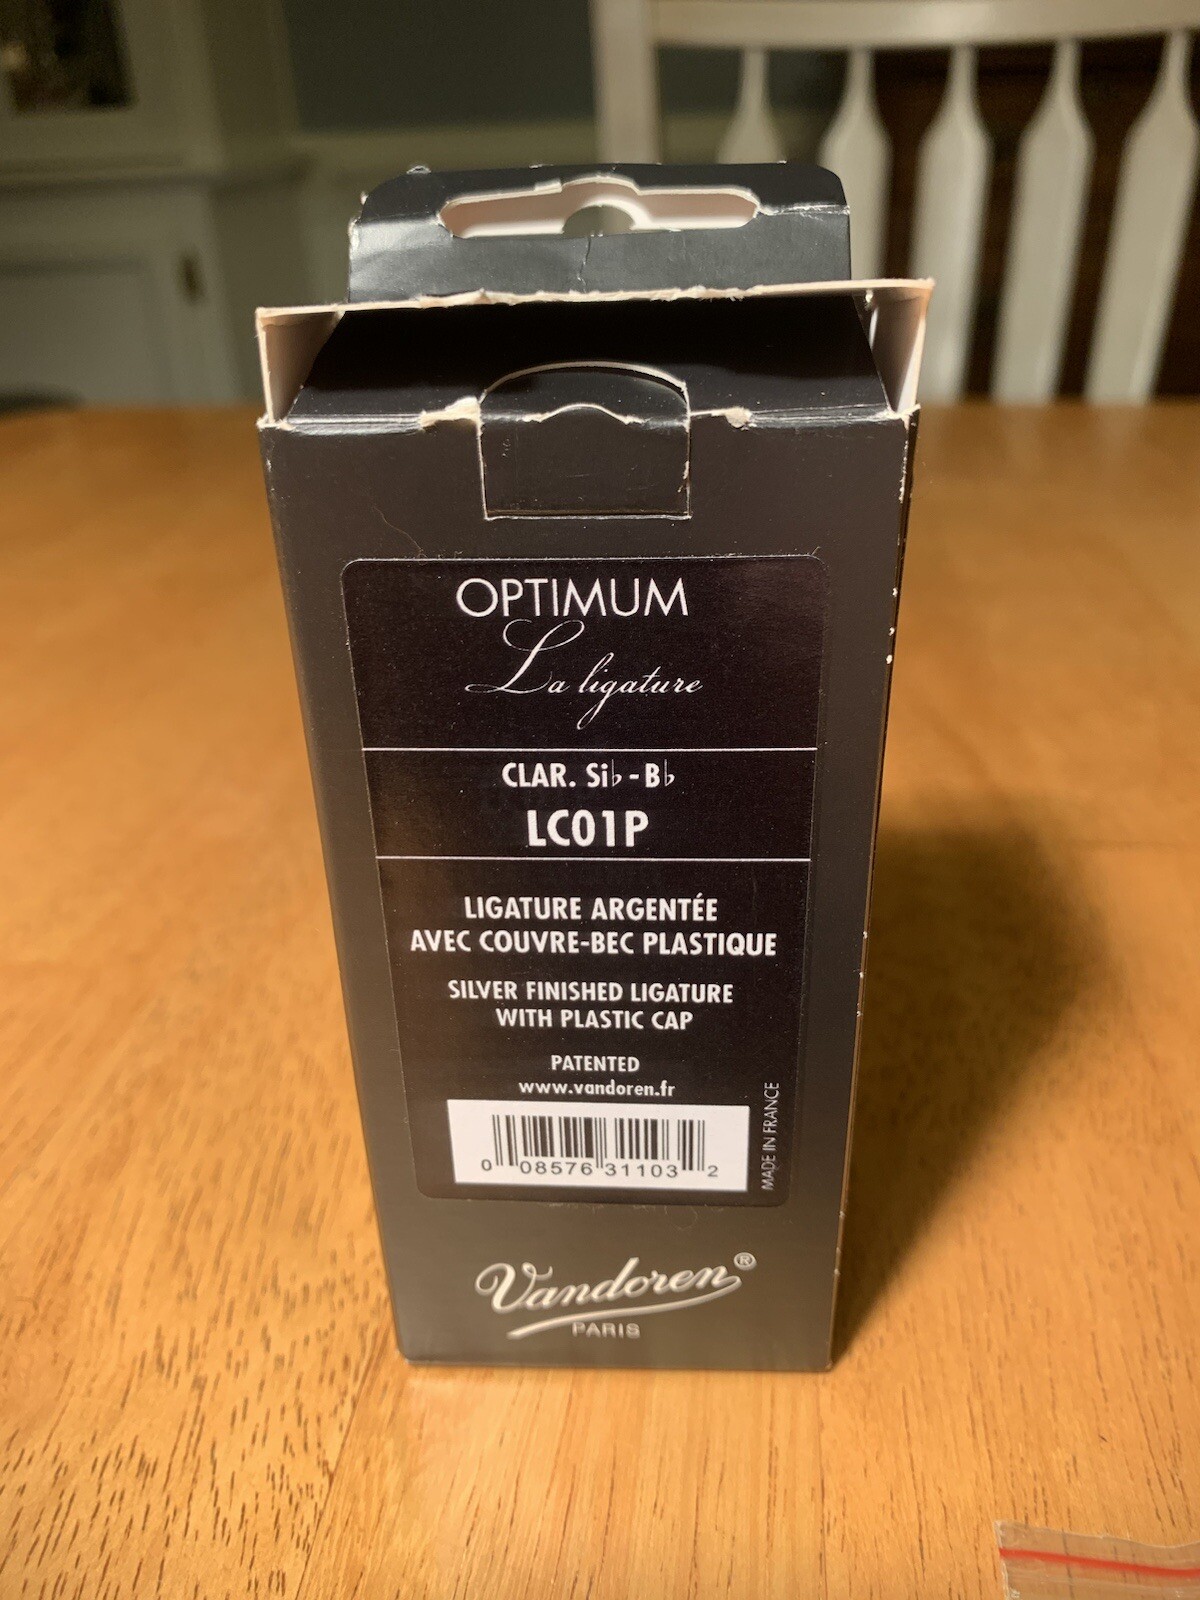 OPTIMUM
La ligature
CLAR. Si♭ - B♭
LC01P
LIGATURE ARGENTÉE
AVEC COUVRE-BEC PLASTIQUE
SILVER FINISHED LIGATURE
WITH PLASTIC CAP
PATENTED
www.vandoren.fr
MADE IN FRANCE
0 08576 31103 2
Vandoren®
PARIS